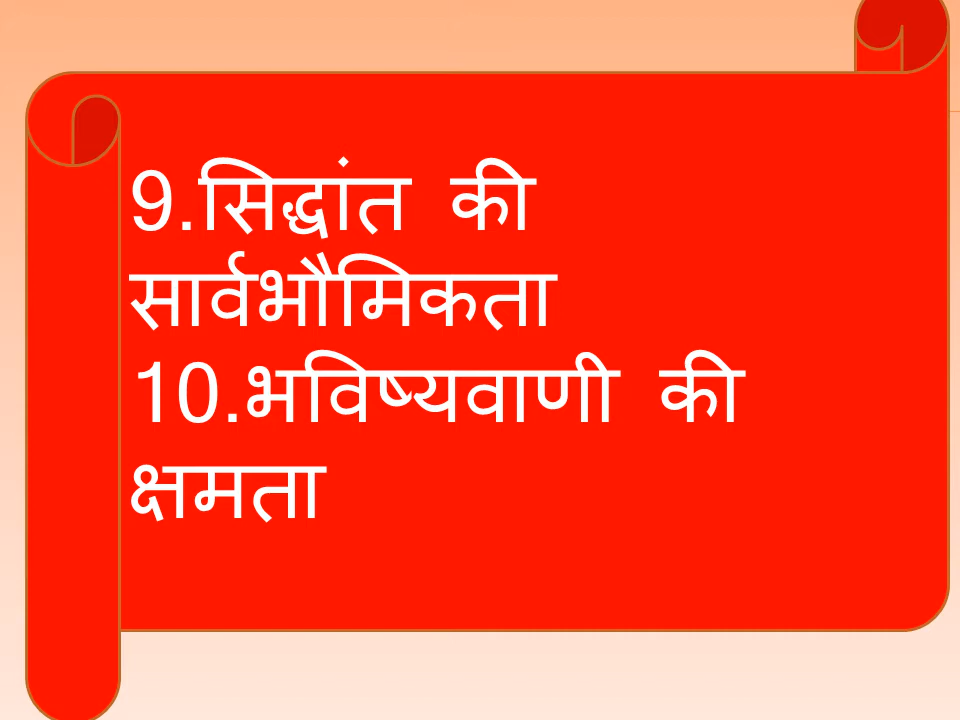 9.सिद्धांत की
सार्वभौमिकता
10.भविष्यवाणी की
क्षमता